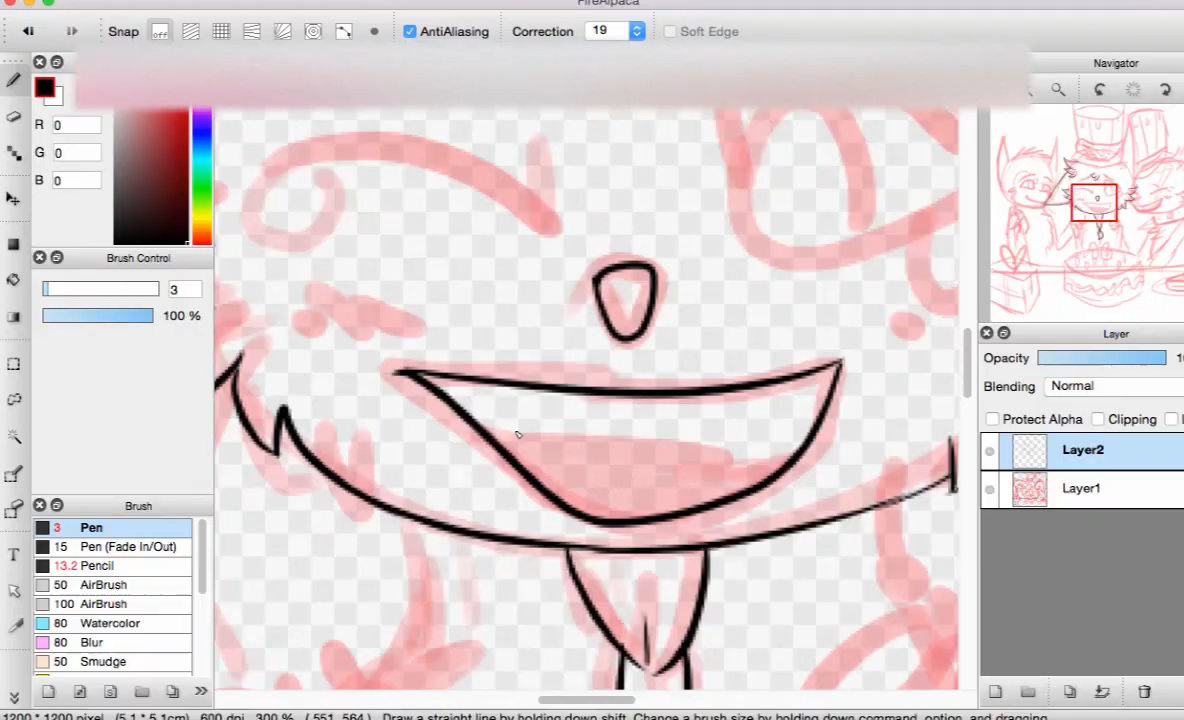 FireAlpaca
Snap off AntiAliasing Correction 19 Soft Edge
Navigator
R 0
G 0
B 0
Brush Control
3
100 %
Brush
3 Pen
15 Pen (Fade In/Out)
13.2 Pencil
50 AirBrush
100 AirBrush
80 Watercolor
80 Blur
50 Smudge
T
Layer
Opacity
Blending Normal
Protect Alpha Clipping
Layer2
Layer1
1200 * 1200 pixel (5.1 * 5.1cm) 600 dpi 300 % ( 551, 564 ) Draw a straight line by holding down shift, Change a brush size by holding down command, option, and dragging